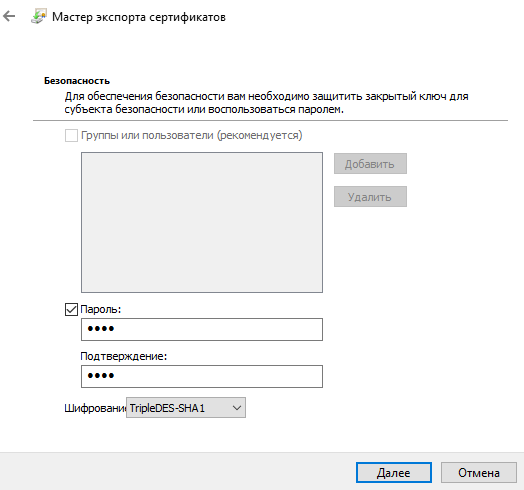 Мастер экспорта сертификатов
Безопасность
Для обеспечения безопасности вам необходимо защитить закрытый ключ для
субъекта безопасности или воспользоваться паролем.
Группы или пользователи (рекомендуется)
Добавить
Удалить
Пароль:
••••
Подтверждение:
••••
Шифрование TripleDES-SHA1
Далее Отмена